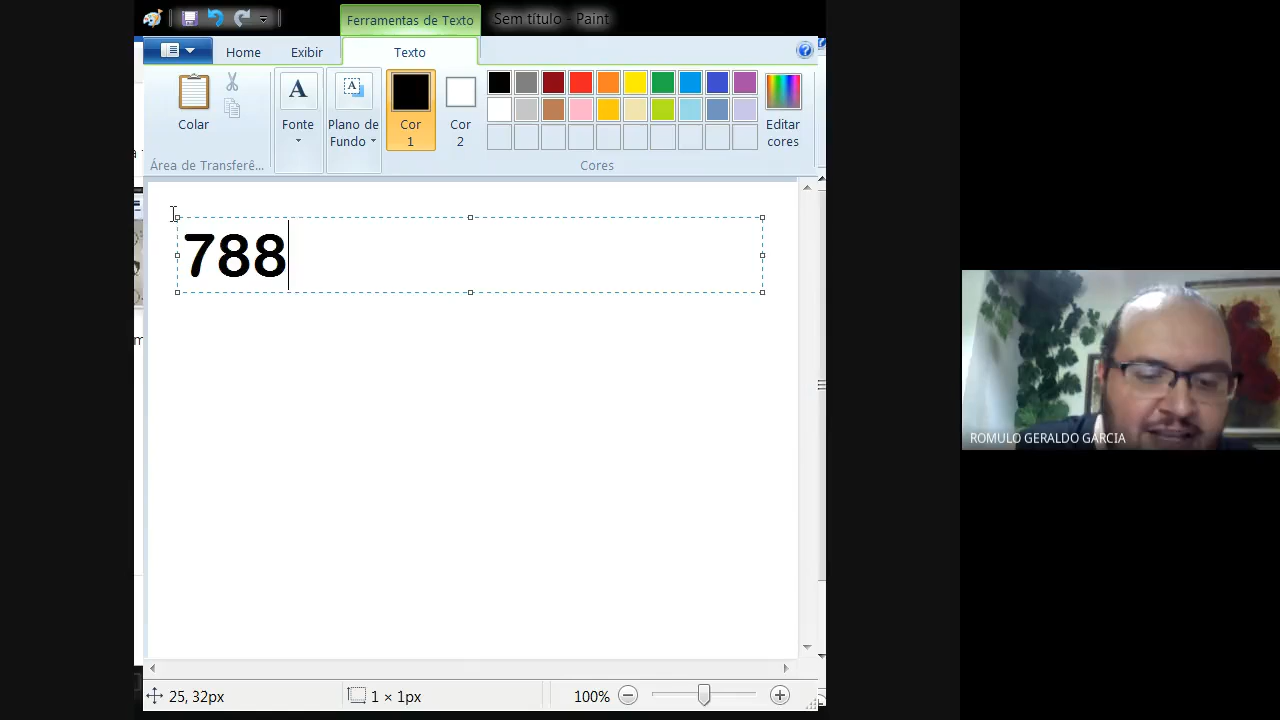 Ferramentas de Texto
Sem título - Paint
Home
Exibir
Texto
Colar
Fonte
Plano de
Fundo
Cor
1
Cor
2
Editar
cores
Área de Transferê...
Cores
788
ROMULO GERALDO GARCIA
25, 32px
1 × 1px
100%